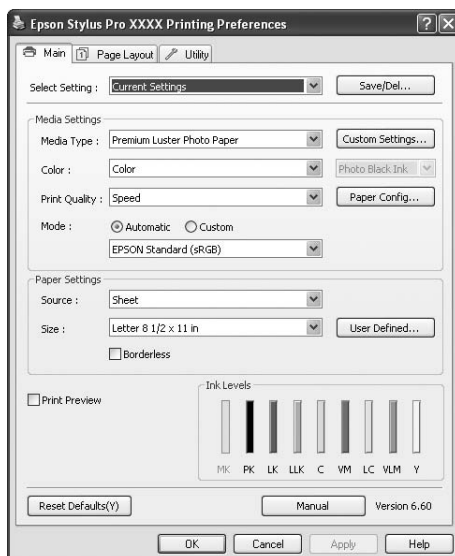 Epson Stylus Pro XXXX Printing Preferences
Main Page Layout Utility
Select Setting : Current Settings Save/Del...
Media Settings
Media Type : Premium Luster Photo Paper Custom Settings...
Color : Color Photo Black Ink
Print Quality : Speed Paper Config...
Mode : Automatic Custom
EPSON Standard (sRGB)
Paper Settings
Source : Sheet
Size : Letter 8 1/2 x 11 in User Defined...
Borderless
Print Preview
Ink Levels
MK PK LK LLK C VM LC VLM Y
Reset Defaults(Y) Manual Version 6.60
OK Cancel Apply Help